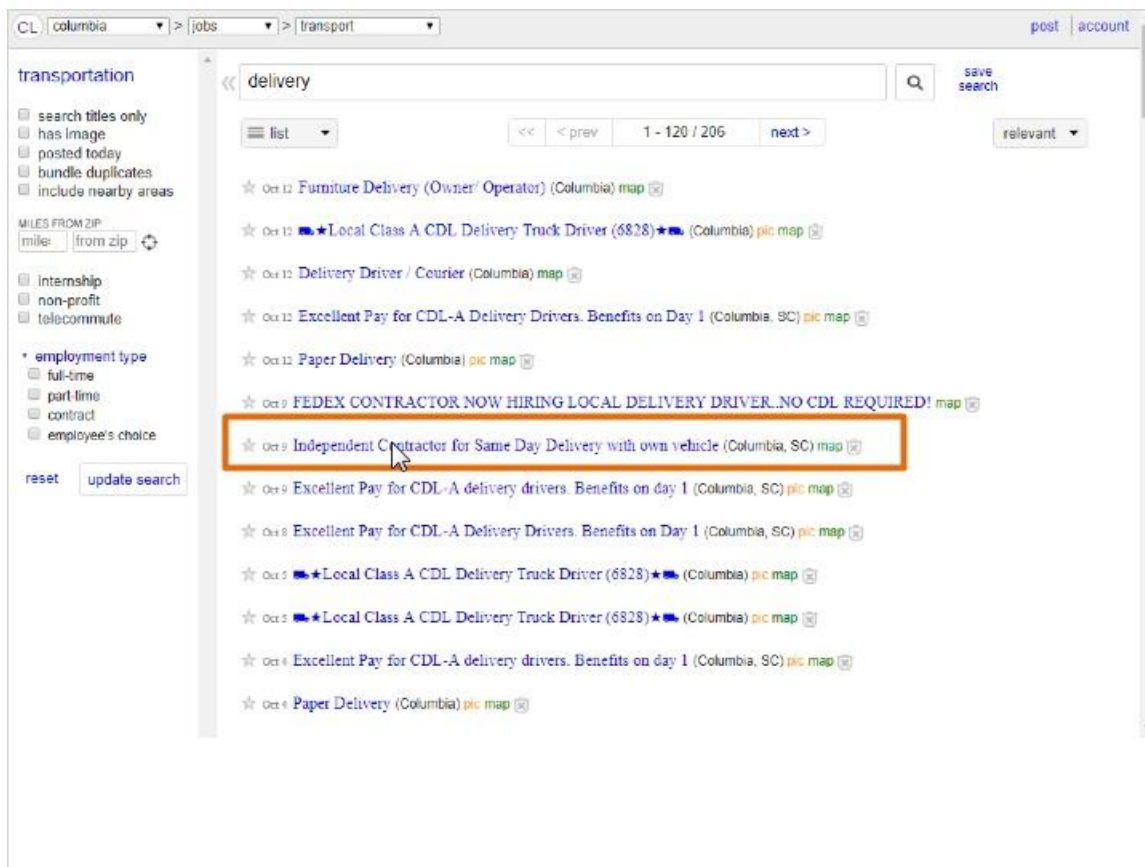 CL columbia > jobs > transport post account
transportation
search titles only
has image
posted today
bundle duplicates
include nearby areas
MILES FROM ZIP
mile from zip
internship
non-profit
telecommute
employment type
full-time
part-time
contract
employee's choice
reset update search
« delivery save search
list << < prev 1 - 120 / 206 next > relevant
☆ Oct 12 Furniture Delivery (Owner/ Operator) (Columbia) map
☆ Oct 12 ⛟★Local Class A CDL Delivery Truck Driver (6828)★⛟ (Columbia) pic map
☆ Oct 12 Delivery Driver / Courier (Columbia) map
☆ Oct 12 Excellent Pay for CDL-A Delivery Drivers. Benefits on Day 1 (Columbia, SC) pic map
☆ Oct 12 Paper Delivery (Columbia) pic map
☆ Oct 9 FEDEX CONTRACTOR NOW HIRING LOCAL DELIVERY DRIVER..NO CDL REQUIRED! map
☆ Oct 9 Independent Contractor for Same Day Delivery with own vehicle (Columbia, SC) map
☆ Oct 9 Excellent Pay for CDL-A delivery drivers. Benefits on day 1 (Columbia, SC) pic map
☆ Oct 8 Excellent Pay for CDL-A Delivery Drivers. Benefits on Day 1 (Columbia, SC) pic map
☆ Oct 5 ⛟★Local Class A CDL Delivery Truck Driver (6828)★⛟ (Columbia) pic map
☆ Oct 5 ⛟★Local Class A CDL Delivery Truck Driver (6828)★⛟ (Columbia) pic map
☆ Oct Excellent Pay for CDL-A delivery drivers. Benefits on day 1 (Columbia, SC) pic map
☆ Oct Paper Delivery (Columbia) pic map